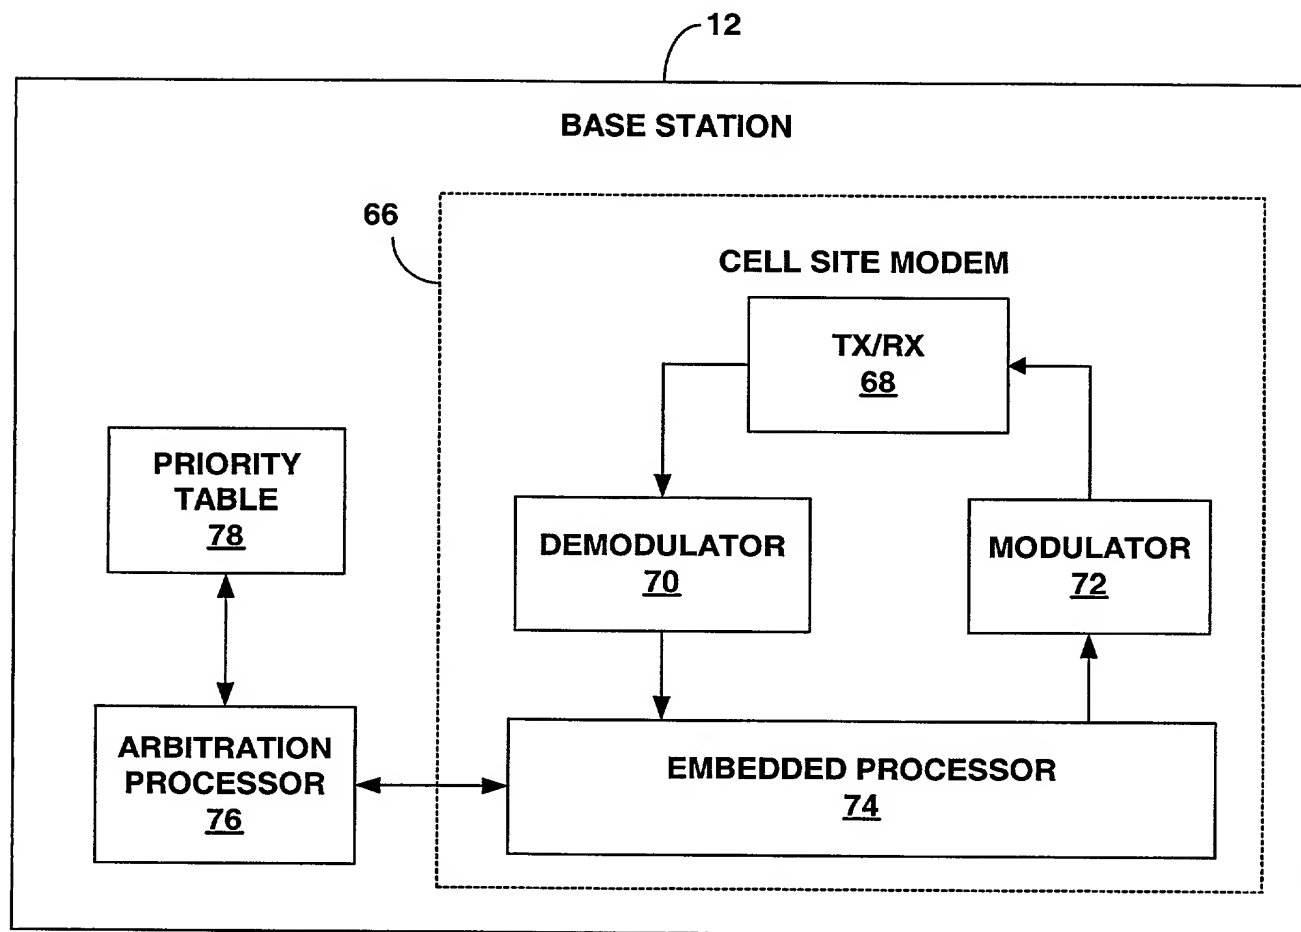 12
BASE STATION
66
CELL SITE MODEM
TX/RX
68
PRIORITY
TABLE
78
DEMODULATOR
70
MODULATOR
72
ARBITRATION
PROCESSOR
76
EMBEDDED PROCESSOR
74